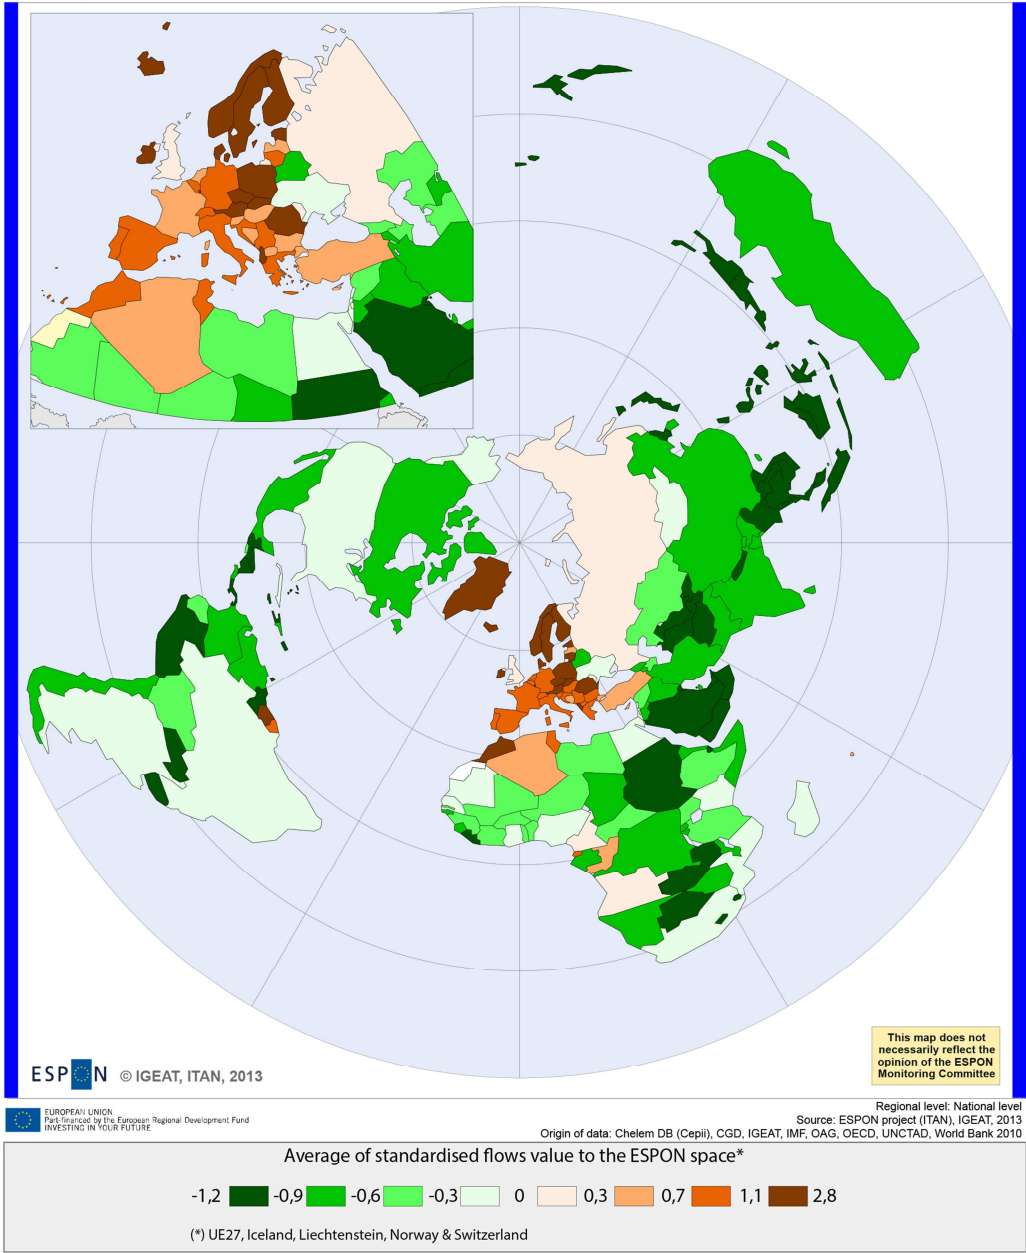 This map does not
necessarily reflect the
opinion of the ESPON
Monitoring Committee
ESPON © IGEAT, ITAN, 2013
EUROPEAN UNION
Part-financed by the European Regional Development Fund
INVESTING IN YOUR FUTURE
Regional level: National level
Source: ESPON project (ITAN), IGEAT, 2013
Origin of data: Chelem DB (Cepii), CGD, IGEAT, IMF, OAG, OECD, UNCTAD, World Bank 2010
Average of standardised flows value to the ESPON space*
-1,2 -0,9 -0,6 -0,3 0 0,3 0,7 1,1 2,8
(*) UE27, Iceland, Liechtenstein, Norway & Switzerland